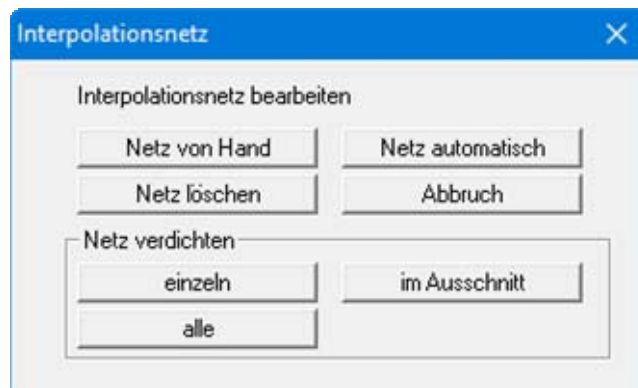 Interpolationsnetz
Interpolationsnetz bearbeiten
Netz von Hand Netz automatisch
Netz löschen Abbruch
Netz verdichten
einzeln im Ausschnitt
alle